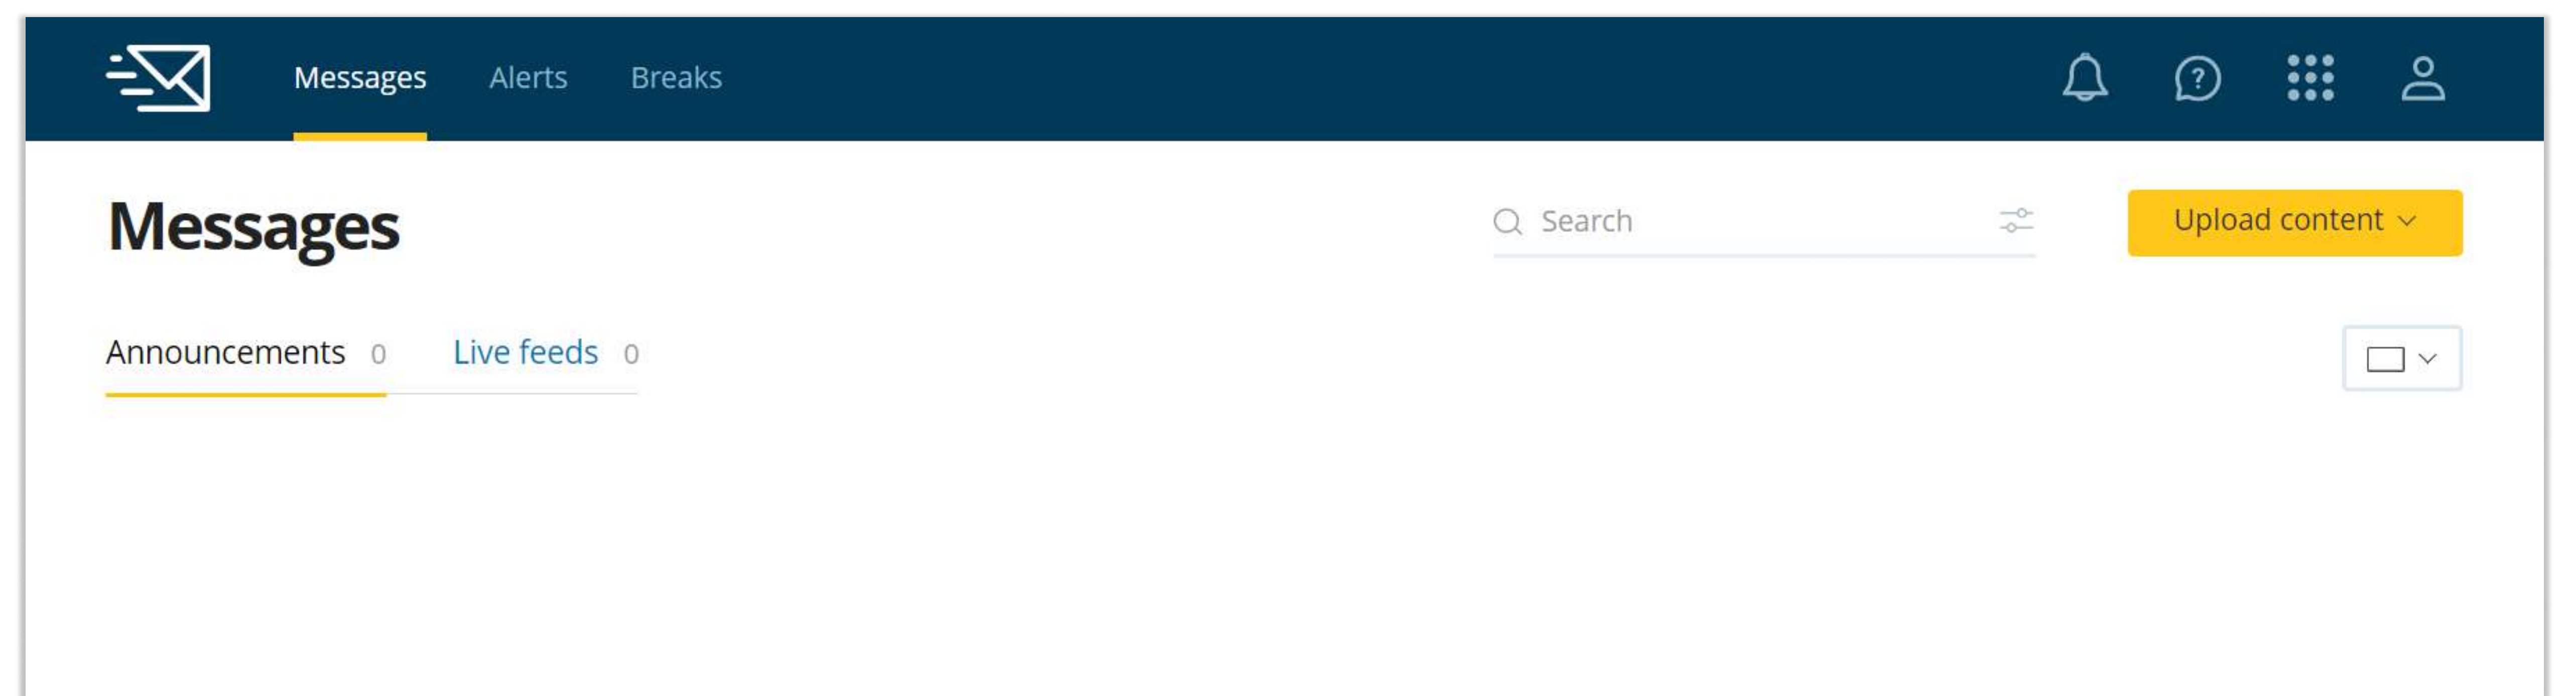 Messages Alerts Breaks
Messages
Search
Upload content
Announcements 0 Live feeds 0